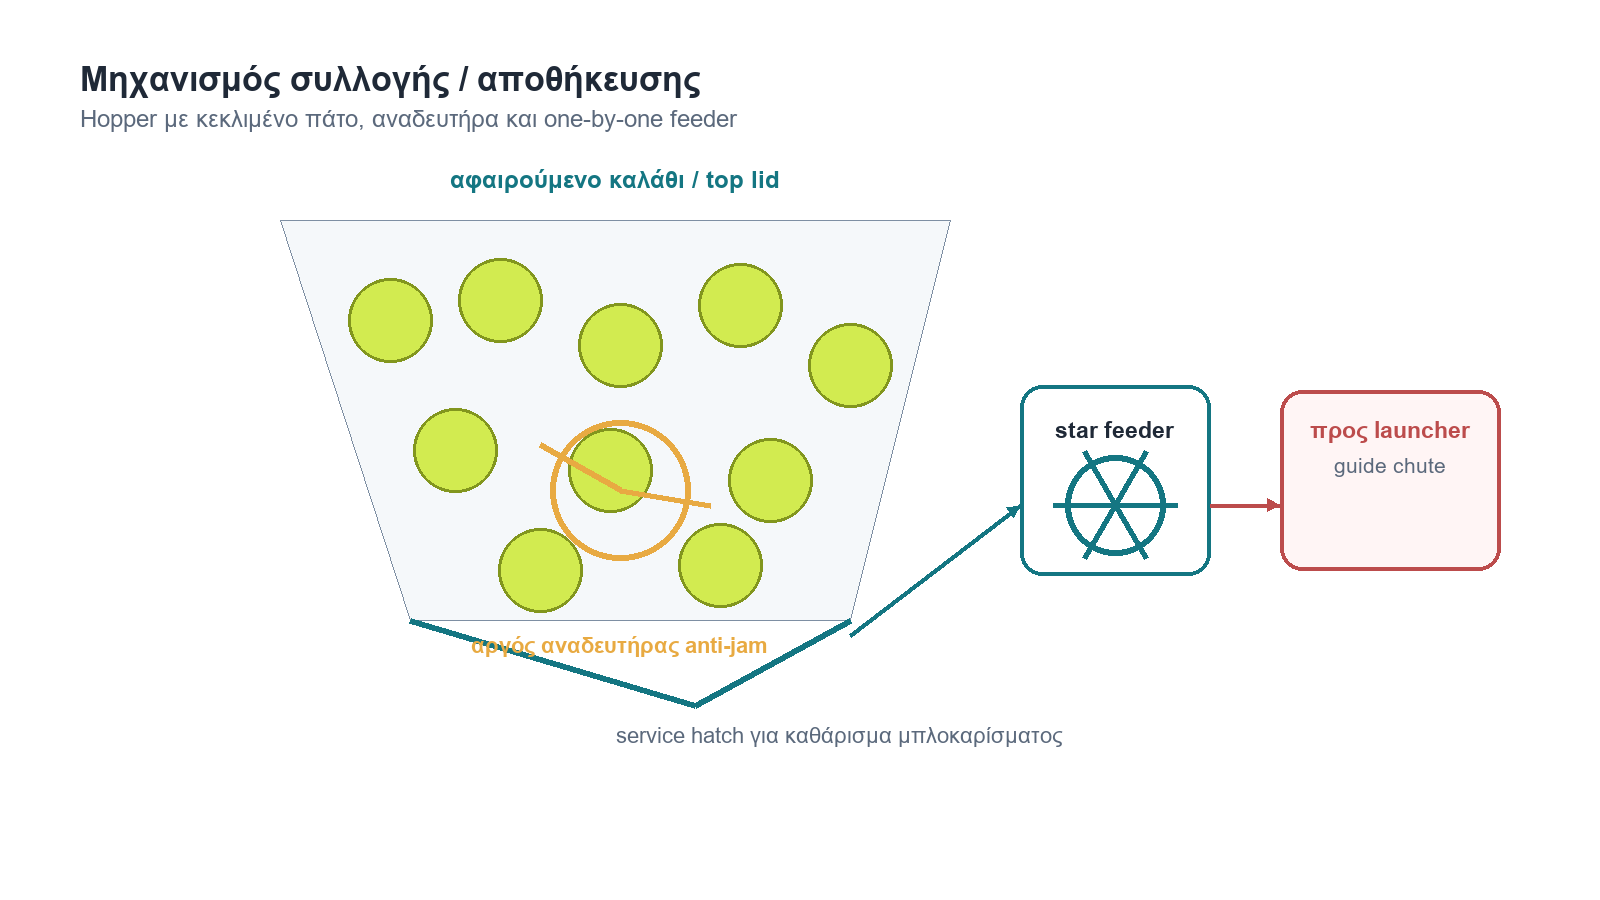 Μηχανισμός συλλογής / αποθήκευσης
Hopper με κεκλιμένο πάτο, αναδευτήρα και one-by-one feeder
αφαιρούμενο καλάθι / top lid
star feeder
προς launcher
guide chute
αργός αναδευτήρας anti-jam
service hatch για καθάρισμα μπλοκαρίσματος